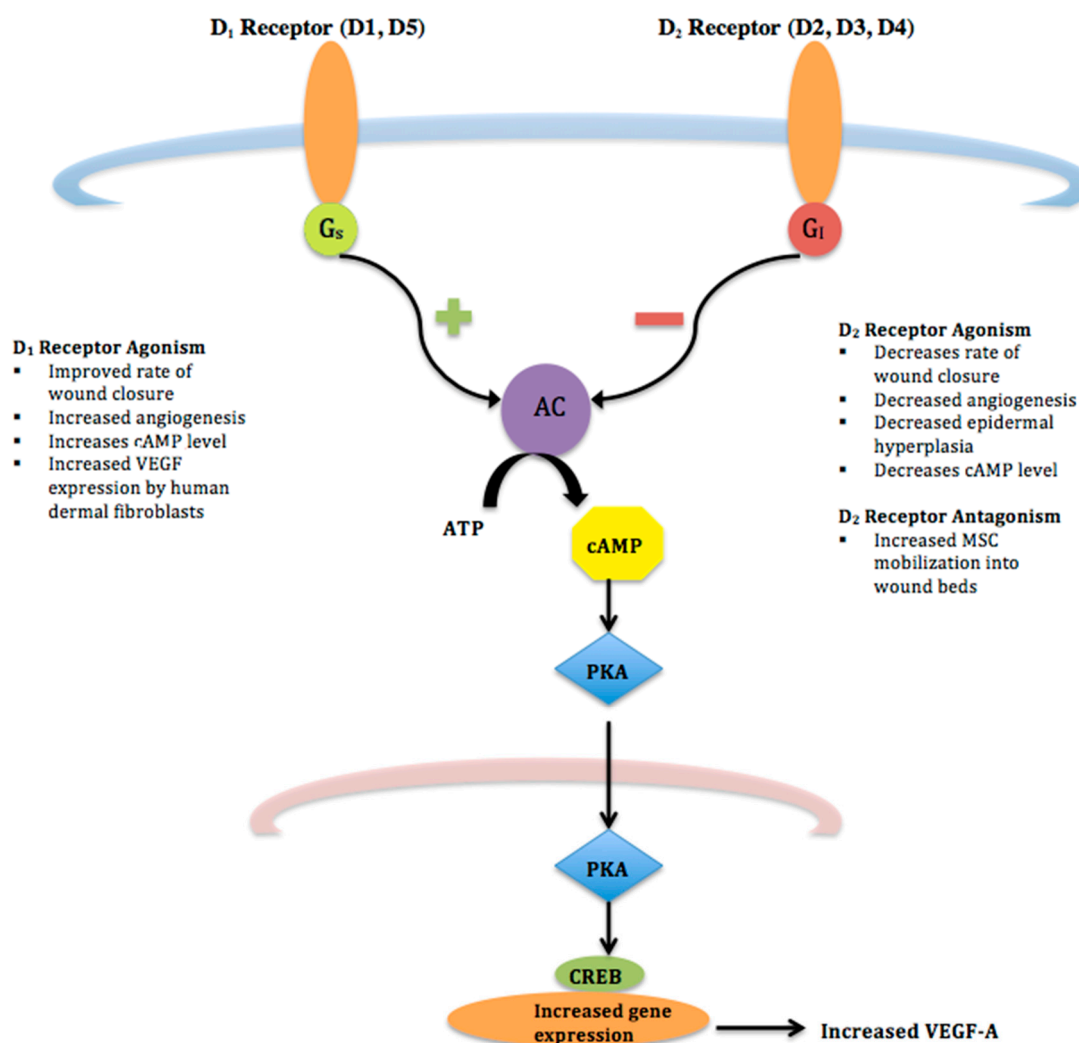 D₁ Receptor (D1, D5)
D₂ Receptor (D2, D3, D4)
Gs
GI
D₁ Receptor Agonism
▪ Improved rate of
wound closure
▪ Increased angiogenesis
▪ Increases cAMP level
▪ Increased VEGF
expression by human
dermal fibroblasts
AC
ATP
cAMP
D₂ Receptor Agonism
▪ Decreases rate of
wound closure
▪ Decreased angiogenesis
▪ Decreased epidermal
hyperplasia
▪ Decreases cAMP level
D₂ Receptor Antagonism
▪ Increased MSC
mobilization into
wound beds
PKA
PKA
CREB
Increased gene
expression
Increased VEGF-A